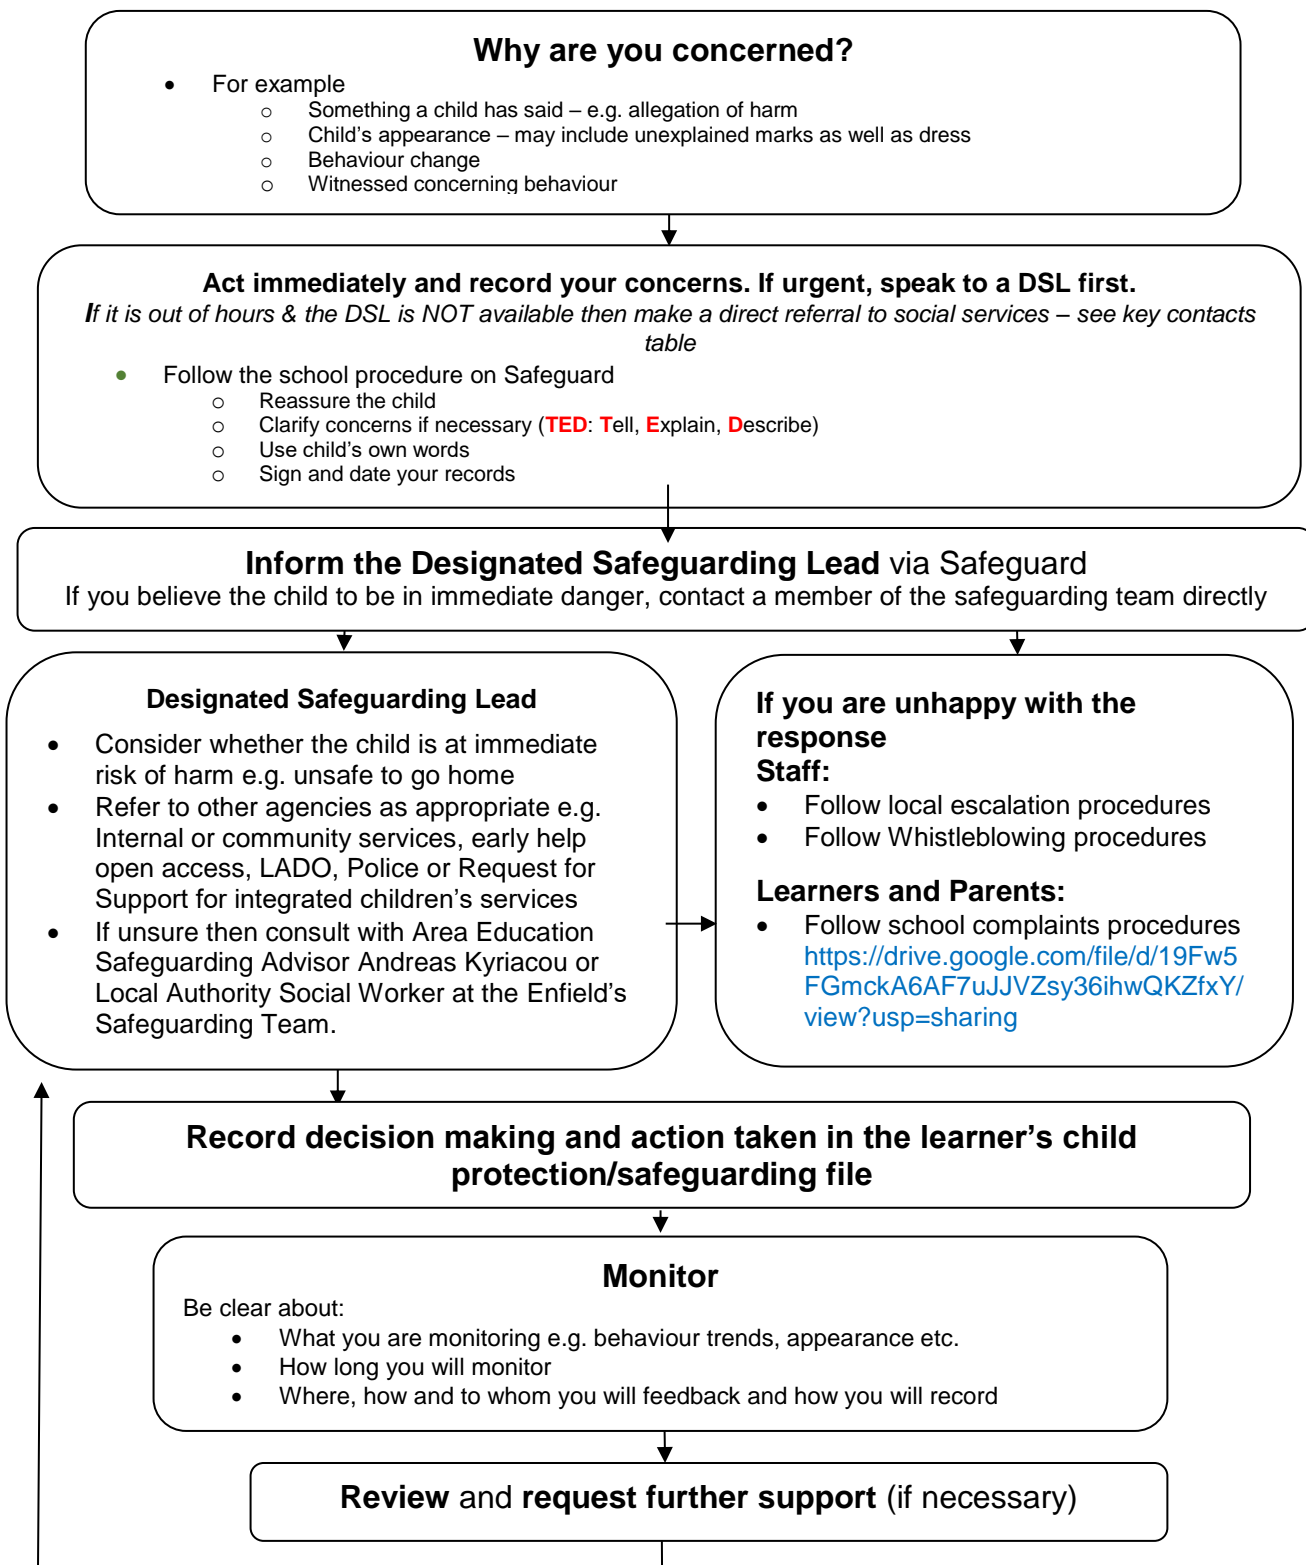 Why are you concerned?
• For example
o Something a child has said – e.g. allegation of harm
o Child's appearance – may include unexplained marks as well as dress
o Behaviour change
o Witnessed concerning behaviour
Act immediately and record your concerns. If urgent, speak to a DSL first.
If it is out of hours & the DSL is NOT available then make a direct referral to social services – see key contacts
table
• Follow the school procedure on Safeguard
o Reassure the child
o Clarify concerns if necessary (TED: Tell, Explain, Describe)
o Use child's own words
o Sign and date your records
Inform the Designated Safeguarding Lead via Safeguard
If you believe the child to be in immediate danger, contact a member of the safeguarding team directly
Designated Safeguarding Lead
• Consider whether the child is at immediate
risk of harm e.g. unsafe to go home
• Refer to other agencies as appropriate e.g.
Internal or community services, early help
open access, LADO, Police or Request for
Support for integrated children's services
• If unsure then consult with Area Education
Safeguarding Advisor Andreas Kyriacou or
Local Authority Social Worker at the Enfield's
Safeguarding Team.
If you are unhappy with the
response
Staff:
• Follow local escalation procedures
• Follow Whistleblowing procedures
Learners and Parents:
• Follow school complaints procedures
https://drive.google.com/file/d/19Fw5
FGmckA6AF7uJJVZsy36ihwQKZfxY/
view?usp=sharing
Record decision making and action taken in the learner's child
protection/safeguarding file
Monitor
Be clear about:
• What you are monitoring e.g. behaviour trends, appearance etc.
• How long you will monitor
• Where, how and to whom you will feedback and how you will record
Review and request further support (if necessary)